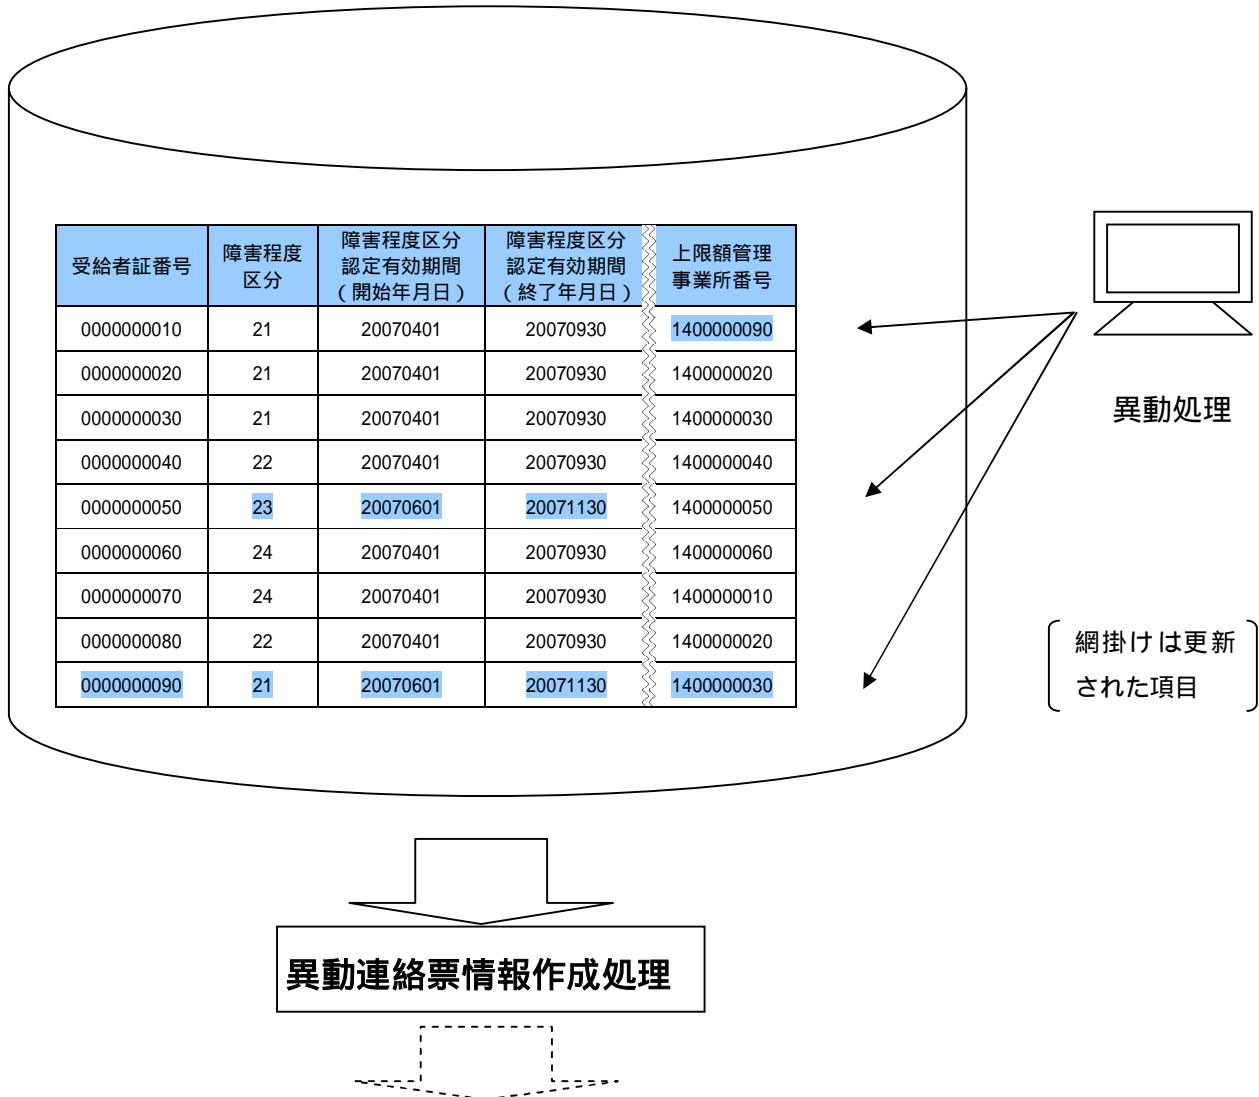 受給者証番号 障害程度区分 障害程度区分認定有効期間（開始年月日） 障害程度区分認定有効期間（終了年月日） 上限額管理事業所番号
0000000010 21 20070401 20070930 1400000090
0000000020 21 20070401 20070930 1400000020
0000000030 21 20070401 20070930 1400000030
0000000040 22 20070401 20070930 1400000040
0000000050 23 20070601 20071130 1400000050
0000000060 24 20070401 20070930 1400000060
0000000070 24 20070401 20070930 1400000010
0000000080 22 20070401 20070930 1400000020
0000000090 21 20070601 20071130 1400000030
異動処理
網掛けは更新
された項目
異動連絡票情報作成処理